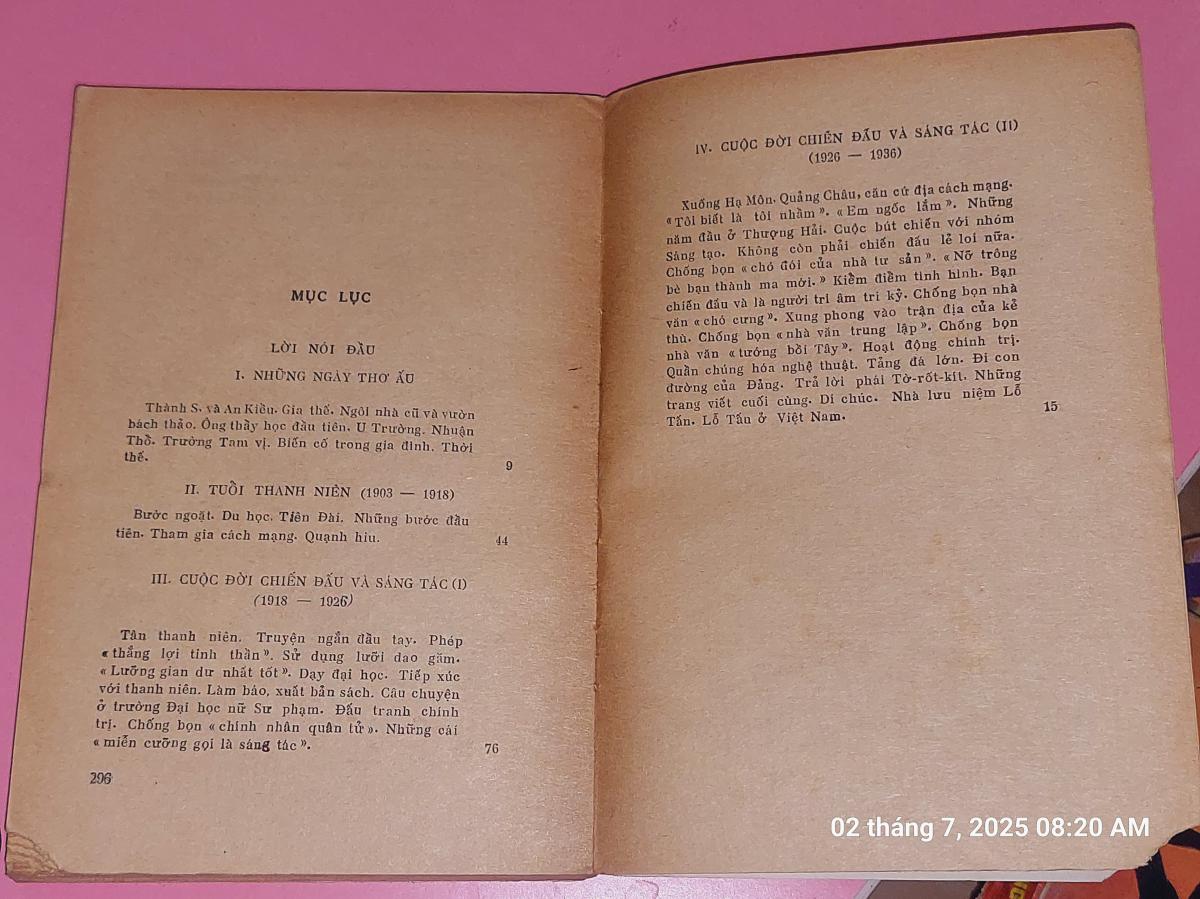 MỤC LỤC
LỜI NÓI ĐẦU
I. NHỮNG NGÀY THƠ ẤU
Thành S. và An Kiều. Gia thế. Ngôi nhà cũ và vườn
bách thảo. Ông thầy học đầu tiên. U Trường. Nhuận
Thồ. Trường Tam vị. Biến cố trong gia đình. Thời
thế.
9
II. TUỒI THANH NIÊN (1903 — 1918)
Bước ngoặt. Du học. Tiên Đài. Những bước đầu
tiên. Tham gia cách mạng. Quạnh hiu.
44
III. CUỘC ĐỜI CHIẾN ĐẤU VÀ SÁNG TÁC (I)
(1918 — 1926)
Tân thanh niên. Truyện ngắn đầu tay. Phép
« thắng lợi tinh thần ». Sử dụng lưỡi dao găm.
« Lưỡng gian dư nhất tốt ». Dạy đại học. Tiếp xúc
với thanh niên. Làm báo, xuất bản sách. Câu chuyện
ở trường Đại học nữ Sư phạm. Đấu tranh chính
trị. Chống bọn « chính nhân quân tử ». Những cái
« miễn cưỡng gọi là sáng tác ».
76
296
IV. CUỘC ĐỜI CHIẾN ĐẤU VÀ SÁNG TÁC (II)
(1926 — 1936)
Xuống Hạ Môn. Quảng Châu, căn cứ địa cách mạng.
« Tôi biết là tôi nhầm ». « Em ngốc lắm ». Những
năm đầu ở Thượng Hải. Cuộc bút chiến với nhóm
Sáng tạo. Không còn phải chiến đấu lẻ loi nữa.
Chống bọn « chó đói của nhà tư sản ». « Nỡ trông
bè bạn thành ma mới. » Kiềm điềm tình hình. Bạn
chiến đấu và là người tri âm tri kỷ. Chống bọn nhà
văn « chó cưng ». Xung phong vào trận địa của kẻ
thù. Chống bọn « nhà văn trung lập ». Chống bọn
nhà văn « tướng bồi Tây ». Hoạt động chính trị.
Quần chúng hóa nghệ thuật. Tảng đá lớn. Đi con
đường của Đảng. Trả lời phái Tờ-rốt-kít. Những
trang viết cuối cùng. Di chúc. Nhà lưu niệm Lỗ
Tấn. Lỗ Tấn ở Việt Nam.
15
02 tháng 7, 2025 08:20 AM